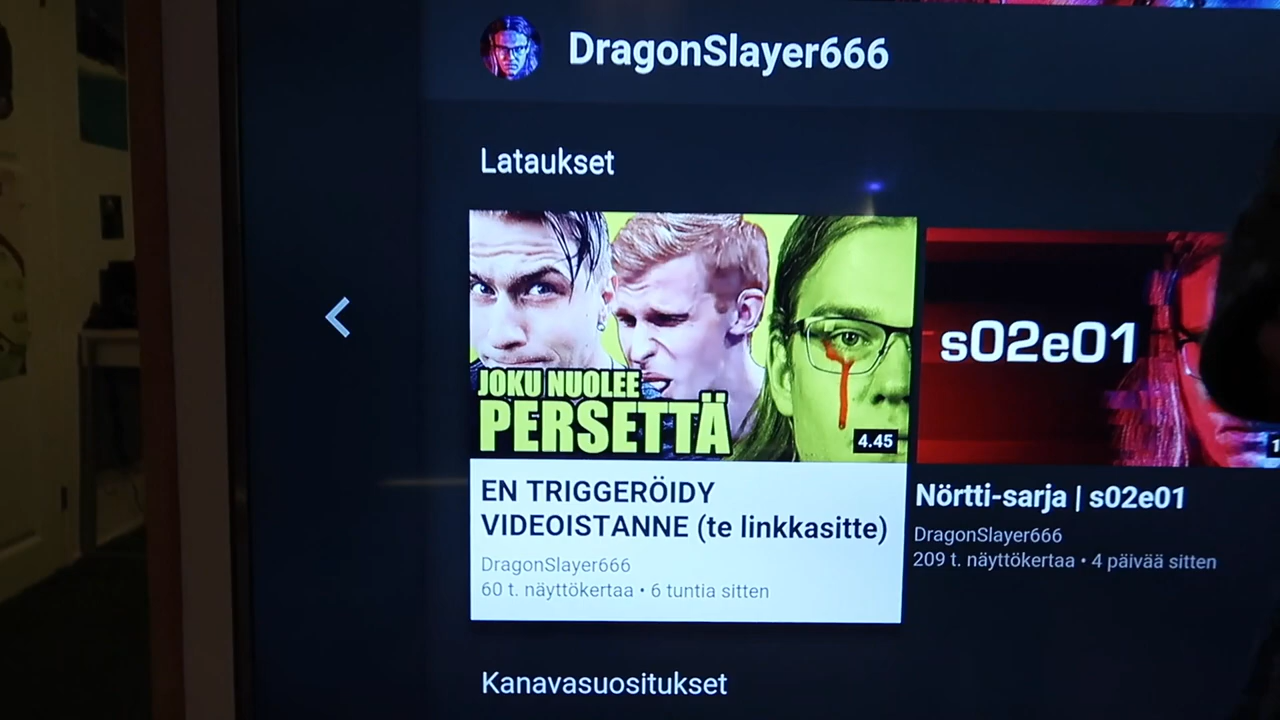 DragonSlayer666
Lataukset
JOKU NUOLEE
PERSETTÄ
4.45
s02e01
EN TRIGGERÖIDY
VIDEOISTANNE (te linkkasitte)
DragonSlayer666
60 t. näyttökertaa • 6 tuntia sitten
Nörtti-sarja | s02e01
DragonSlayer666
209 t. näyttökertaa • 4 päivää sitten
Kanavasuositukset